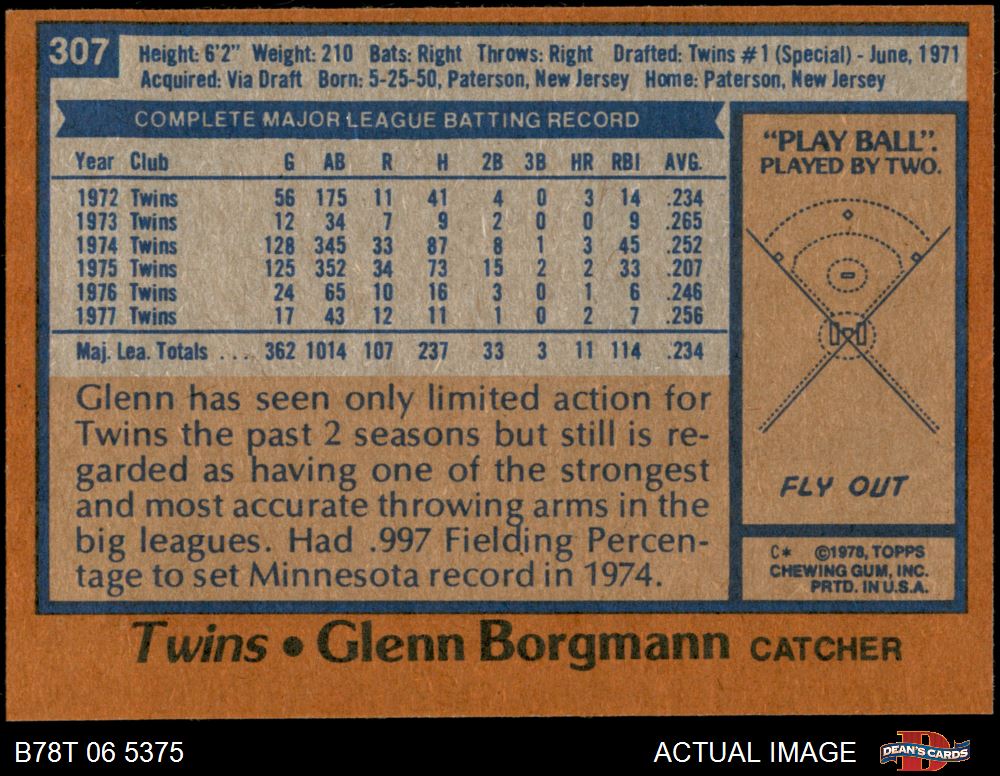 307
Height: 6'2" Weight: 210 Bats: Right Throws: Right Drafted: Twins #1 (Special) - June, 1971
Acquired: Via Draft Born: 5-25-50, Paterson, New Jersey Home: Paterson, New Jersey
COMPLETE MAJOR LEAGUE BATTING RECORD
Year Club G AB R H 2B 3B HR RBI AVG.
1972 Twins 56 175 11 41 4 0 3 14 .234
1973 Twins 12 34 7 9 2 0 0 9 .265
1974 Twins 128 345 33 87 8 1 3 45 .252
1975 Twins 125 352 34 73 15 2 2 33 .207
1976 Twins 24 65 10 16 3 0 1 6 .246
1977 Twins 17 43 12 11 1 0 2 7 .256
Maj. Lea. Totals .... 362 1014 107 237 33 3 11 114 .234
Glenn has seen only limited action for
Twins the past 2 seasons but still is re-
garded as having one of the strongest
and most accurate throwing arms in the
big leagues. Had .997 Fielding Percen-
tage to set Minnesota record in 1974.
"PLAY BALL".
PLAYED BY TWO.
FLY OUT
C* ©1978, TOPPS
CHEWING GUM, INC.
PRTD. IN U.S.A.
Twins • Glenn Borgmann CATCHER
B78T 06 5375
ACTUAL IMAGE
D
DEAN'S CARDS